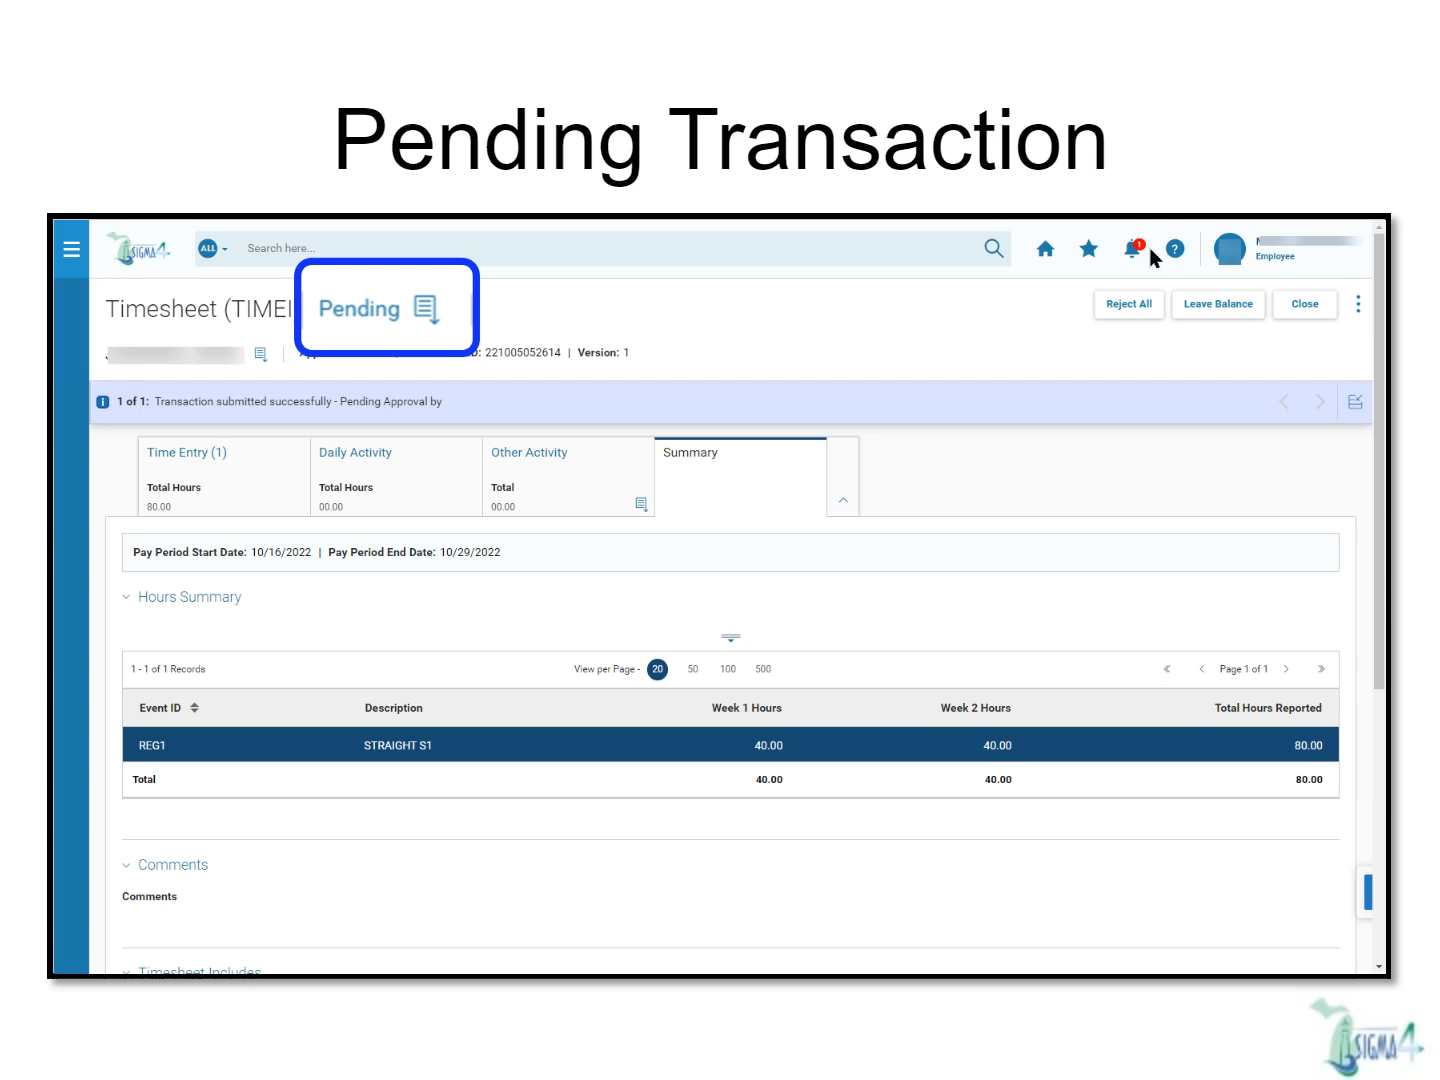 Pending Transaction
SIGMA4
ALL
Search here...
1
?
Employee
Timesheet (TIMEI
Pending
Reject All
Leave Balance
Close
221005052614 | Version: 1
1 of 1: Transaction submitted successfully - Pending Approval by
Time Entry (1)
Daily Activity
Other Activity
Summary
Total Hours
Total Hours
Total
80.00
00.00
00.00
Pay Period Start Date: 10/16/2022 | Pay Period End Date: 10/29/2022
Hours Summary
1 - 1 of 1 Records
View per Page - 20 50 100 500
Page 1 of 1
Event ID Description Week 1 Hours Week 2 Hours Total Hours Reported
REG1 STRAIGHT S1 40.00 40.00 80.00
Total 40.00 40.00 80.00
Comments
Comments
Timesheet Includes
SIGMA4